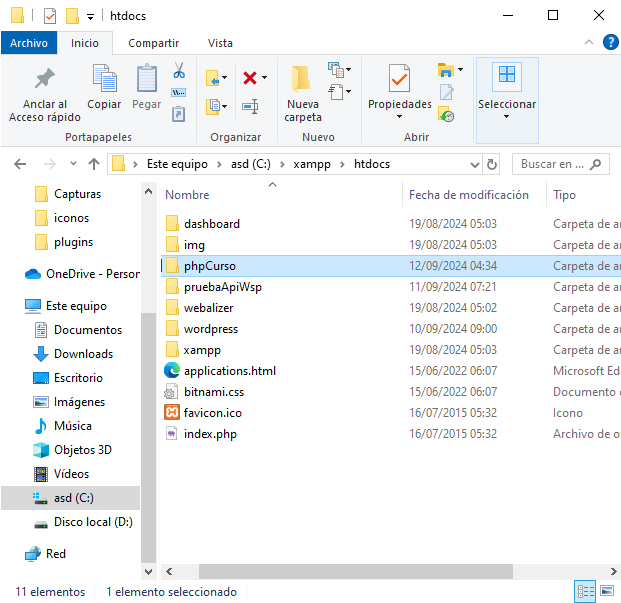 htdocs
Archivo Inicio Compartir Vista
Anclar al Acceso rápido
Copiar
Pegar
Nueva carpeta
Propiedades
Seleccionar
Portapapeles Organizar Nuevo Abrir
Este equipo > asd (C:) > xampp > htdocs
Buscar en ...
Capturas
iconos
plugins
OneDrive - Person
Este equipo
Documentos
Downloads
Escritorio
Imágenes
Música
Objetos 3D
Vídeos
asd (C:)
Disco local (D:)
Red
Nombre Fecha de modificación Tipo
dashboard 19/08/2024 05:03 Carpeta de ar
img 19/08/2024 05:03 Carpeta de ar
phpCurso 12/09/2024 04:34 Carpeta de ar
pruebaApiWsp 11/09/2024 07:21 Carpeta de ar
webalizer 19/08/2024 05:02 Carpeta de ar
wordpress 10/09/2024 09:00 Carpeta de ar
xampp 19/08/2024 05:03 Carpeta de ar
applications.html 15/06/2022 06:07 Microsoft Ed
bitnami.css 15/06/2022 06:07 Documento d
favicon.ico 16/07/2015 05:32 Icono
index.php 16/07/2015 05:32 Archivo de o
11 elementos 1 elemento seleccionado